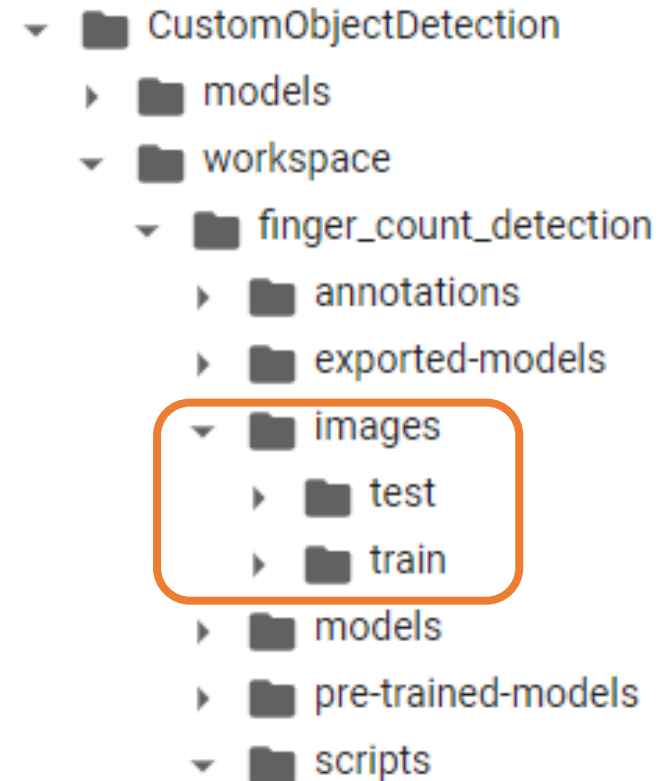 CustomObjectDetection
models
workspace
finger_count_detection
annotations
exported-models
images
test
train
models
pre-trained-models
scripts